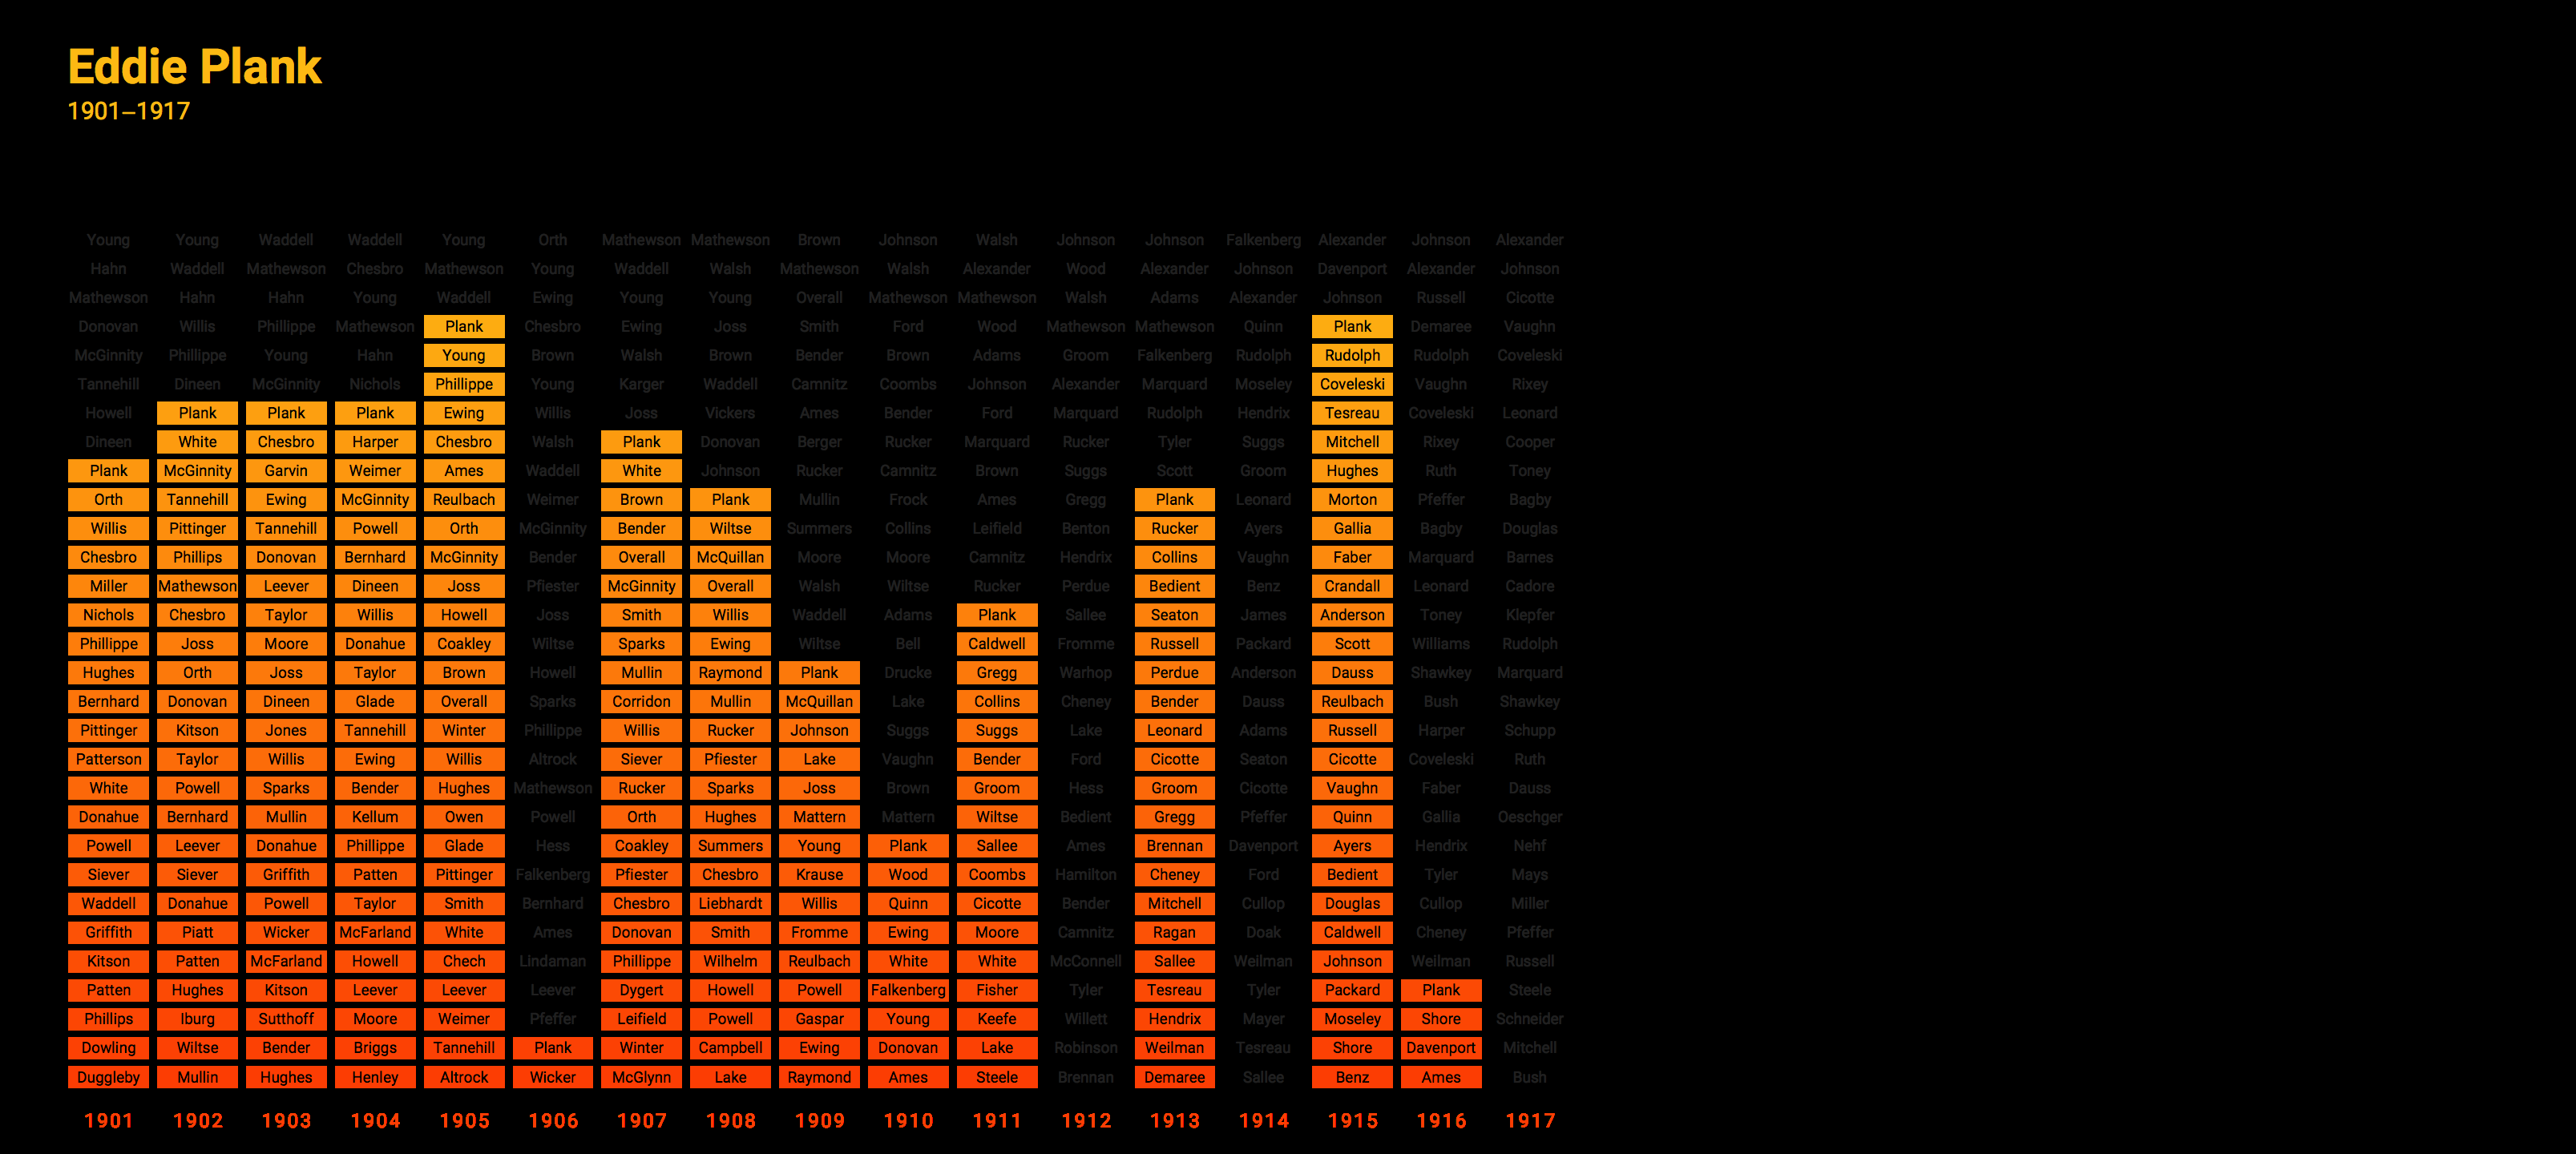 Eddie Plank
1901–1917
Young Young Waddell Waddell Young Orth Mathewson Mathewson Brown Johnson Walsh Johnson Johnson Falkenberg Alexander Johnson Alexander
Hahn Waddell Mathewson Chesbro Mathewson Young Waddell Walsh Mathewson Walsh Alexander Wood Alexander Johnson Davenport Alexander Johnson
Mathewson Hahn Hahn Young Waddell Ewing Young Young Overall Mathewson Mathewson Walsh Adams Alexander Johnson Russell Cicotte
Donovan Willis Phillippe Mathewson Plank Chesbro Ewing Joss Smith Ford Wood Mathewson Mathewson Quinn Plank Demaree Vaughn
McGinnity Phillippe Young Hahn Young Brown Walsh Brown Bender Brown Adams Groom Falkenberg Rudolph Rudolph Rudolph Coveleski
Tannehill Dineen McGinnity Nichols Phillippe Young Karger Waddell Camnitz Coombs Johnson Alexander Marquard Moseley Coveleski Vaughn Rixey
Howell Plank Plank Plank Ewing Willis Joss Vickers Ames Bender Ford Marquard Rudolph Hendrix Tesreau Coveleski Leonard
Dineen White Chesbro Harper Chesbro Walsh Plank Donovan Berger Rucker Marquard Rucker Tyler Suggs Mitchell Rixey Cooper
Plank McGinnity Garvin Weimer Ames Waddell White Johnson Rucker Camnitz Brown Suggs Scott Groom Hughes Ruth Toney
Orth Tannehill Ewing McGinnity Reulbach Weimer Brown Plank Mullin Frock Ames Gregg Plank Leonard Morton Pfeffer Bagby
Willis Pittinger Tannehill Powell Orth McGinnity Bender Wiltse Summers Collins Leifield Benton Rucker Ayers Gallia Bagby Douglas
Chesbro Phillips Donovan Bernhard McGinnity Bender Overall McQuillan Moore Moore Camnitz Hendrix Collins Vaughn Faber Marquard Barnes
Miller Mathewson Leever Dineen Joss Pfiester McGinnity Overall Walsh Wiltse Rucker Perdue Bedient Benz Crandall Leonard Cadore
Nichols Chesbro Taylor Willis Howell Joss Smith Willis Waddell Adams Plank Sallee Seaton James Anderson Toney Klepfer
Phillippe Joss Moore Donahue Coakley Wiltse Sparks Ewing Wiltse Bell Caldwell Fromme Russell Packard Scott Williams Rudolph
Hughes Orth Joss Taylor Brown Howell Mullin Raymond Plank Drucke Gregg Warhop Perdue Anderson Dauss Shawkey Marquard
Bernhard Donovan Dineen Glade Overall Sparks Corridon Mullin McQuillan Lake Collins Cheney Bender Dauss Reulbach Bush Shawkey
Pittinger Kitson Jones Tannehill Winter Phillippe Willis Rucker Johnson Suggs Suggs Lake Leonard Adams Russell Harper Schupp
Patterson Taylor Willis Ewing Willis Altrock Siever Pfiester Lake Vaughn Bender Ford Cicotte Seaton Cicotte Coveleski Ruth
White Powell Sparks Bender Hughes Mathewson Rucker Sparks Joss Brown Groom Hess Groom Cicotte Vaughn Faber Dauss
Donahue Bernhard Mullin Kellum Owen Powell Orth Hughes Mattern Mattern Wiltse Bedient Gregg Pfeffer Quinn Gallia Oeschger
Powell Leever Donahue Phillippe Glade Hess Coakley Summers Young Plank Sallee Ames Brennan Davenport Ayers Hendrix Nehf
Siever Siever Griffith Patten Pittinger Falkenberg Pfiester Chesbro Krause Wood Coombs Hamilton Cheney Ford Bedient Tyler Mays
Waddell Donahue Powell Taylor Smith Bernhard Chesbro Liebhardt Willis Quinn Cicotte Bender Mitchell Cullop Douglas Cullop Miller
Griffith Piatt Wicker McFarland White Ames Donovan Smith Fromme Ewing Moore Camnitz Ragan Doak Caldwell Cheney Pfeffer
Kitson Patten McFarland Howell Chech Lindaman Phillippe Wilhelm Reulbach White White McConnell Sallee Weilman Johnson Weilman Russell
Patten Hughes Kitson Leever Leever Leever Dygert Howell Powell Falkenberg Fisher Tyler Tesreau Tyler Packard Plank Steele
Phillips Iburg Sutthoff Moore Weimer Pfeffer Leifield Powell Gaspar Young Keefe Willett Hendrix Mayer Moseley Shore Schneider
Dowling Wiltse Bender Briggs Tannehill Plank Winter Campbell Ewing Donovan Lake Robinson Weilman Tesreau Shore Davenport Mitchell
Duggleby Mullin Hughes Henley Altrock Wicker McGlynn Lake Raymond Ames Steele Brennan Demaree Sallee Benz Ames Bush
1901 1902 1903 1904 1905 1906 1907 1908 1909 1910 1911 1912 1913 1914 1915 1916 1917